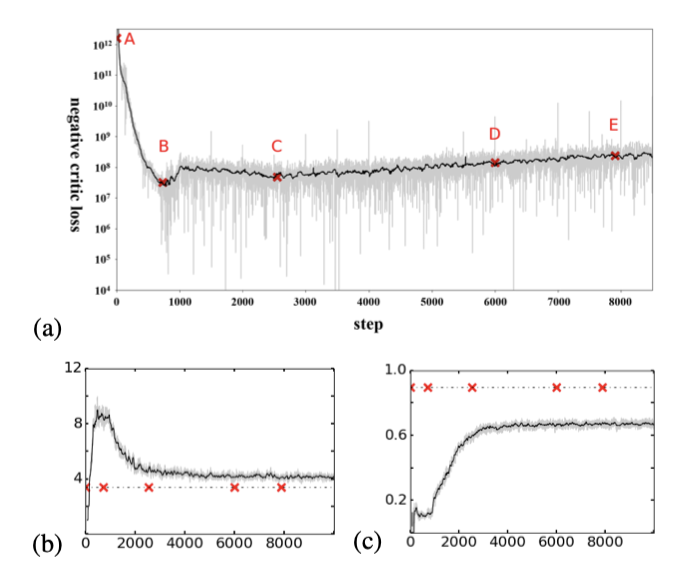 A
B
C
D
E
10¹²
10¹¹
10¹⁰
10⁹
10⁸
10⁷
10⁶
10⁵
10⁴
negative critic loss
0 1000 2000 3000 4000 5000 6000 7000 8000
step
(a)
12
8
4
0 2000 4000 6000 8000
(b)
1.0
0.6
0.2
0 2000 4000 6000 8000
(c)